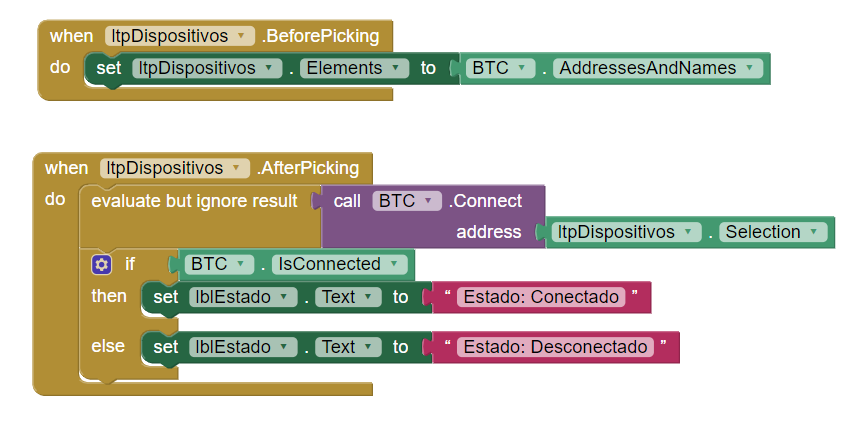 when ltpDispositivos .BeforePicking
do set ltpDispositivos . Elements to BTC . AddressesAndNames
when ltpDispositivos .AfterPicking
do evaluate but ignore result call BTC .Connect
address ltpDispositivos . Selection
if BTC . IsConnected
then set lblEstado . Text to “ Estado: Conectado ”
else set lblEstado . Text to “ Estado: Desconectado ”